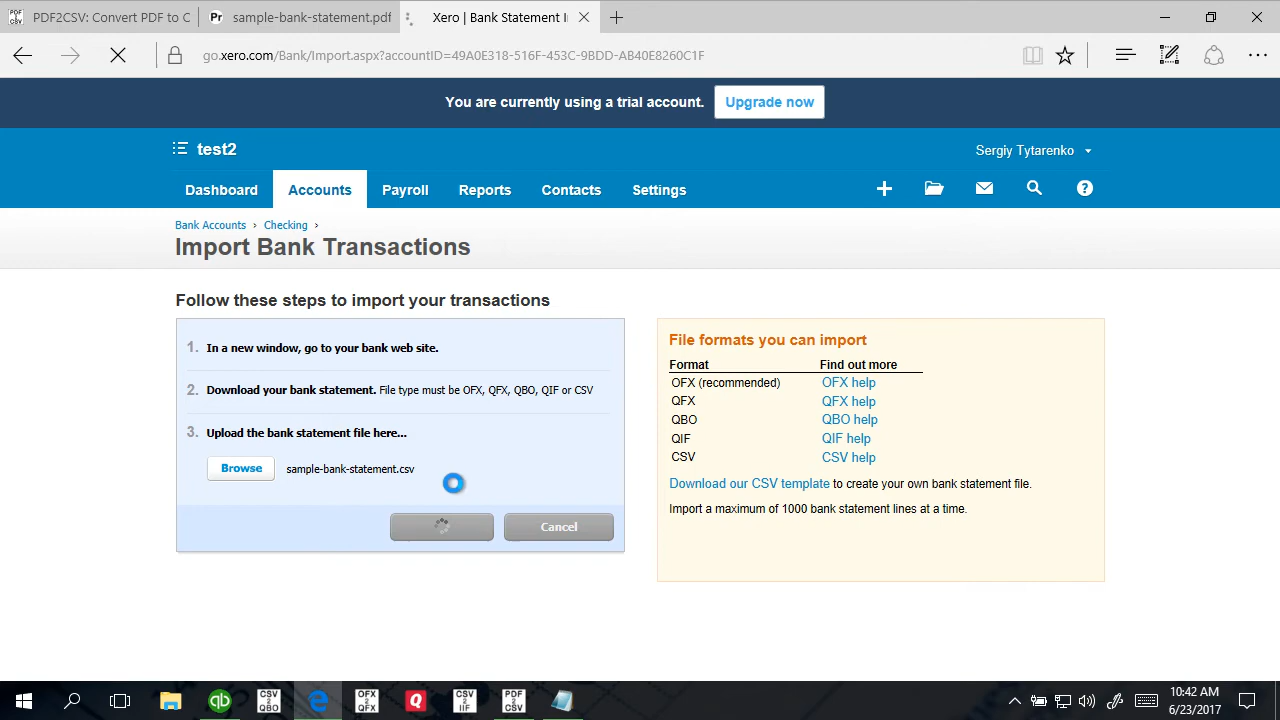 PDF2CSV: Convert PDF to C
sample-bank-statement.pdf
Xero | Bank Statement I
go.xero.com/Bank/Import.aspx?accountID=49A0E318-516F-453C-9BDD-AB40E8260C1F
You are currently using a trial account.
Upgrade now
test2
Sergiy Tytarenko
Dashboard
Accounts
Payroll
Reports
Contacts
Settings
Bank Accounts › Checking ›
Import Bank Transactions
Follow these steps to import your transactions
1. In a new window, go to your bank web site.
2. Download your bank statement. File type must be OFX, QFX, QBO, QIF or CSV
3. Upload the bank statement file here...
Browse
sample-bank-statement.csv
Cancel
File formats you can import
Format Find out more
OFX (recommended) OFX help
QFX QFX help
QBO QBO help
QIF QIF help
CSV CSV help
Download our CSV template to create your own bank statement file.
Import a maximum of 1000 bank statement lines at a time.
10:42 AM
6/23/2017